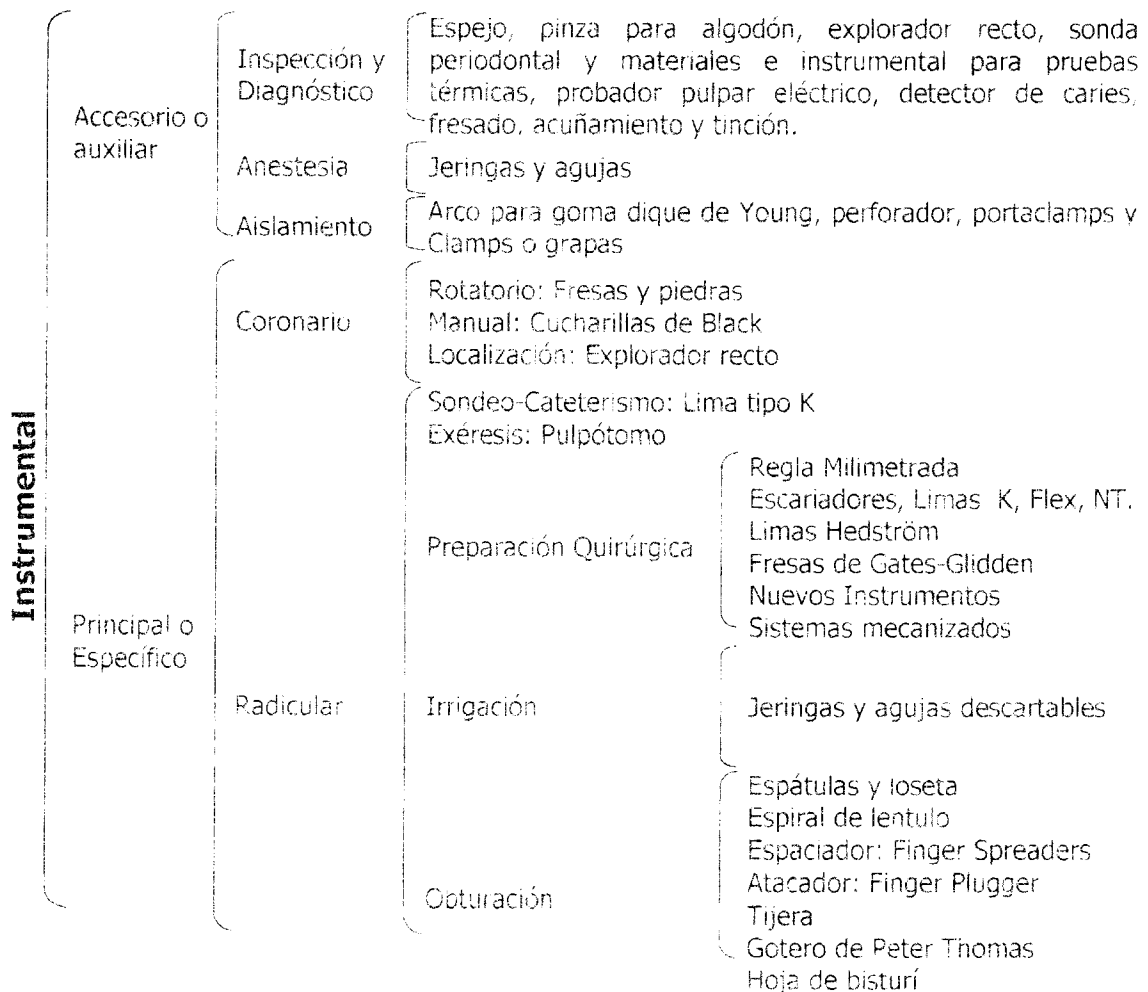 Instrumental
Accesorio o
auxiliar
Inspección y
Diagnóstico
Espejo, pinza para algodón, explorador recto, sonda
periodontal y materiales e instrumental para pruebas
térmicas, probador pulpar eléctrico, detector de caries,
fresado, acuñamiento y tinción.
Anestesia
Jeringas y agujas
Aislamiento
Arco para goma dique de Young, perforador, portaclamps y
Clamps o grapas
Principal o
Específico
Coronario
Rotatorio: Fresas y piedras
Manual: Cucharillas de Black
Localización: Explorador recto
Radicular
Sondeo-Cateterismo: Lima tipo K
Exéresis: Pulpótomo
Preparación Quirúrgica
Regla Milimetrada
Escariadores, Limas K, Flex, NT.
Limas Hedström
Fresas de Gates-Glidden
Nuevos Instrumentos
Sistemas mecanizados
Irrigación
Jeringas y agujas descartables
Obturación
Espátulas y loseta
Espiral de lentulo
Espaciador: Finger Spreaders
Atacador: Finger Plugger
Tijera
Gotero de Peter Thomas
Hoja de bisturí